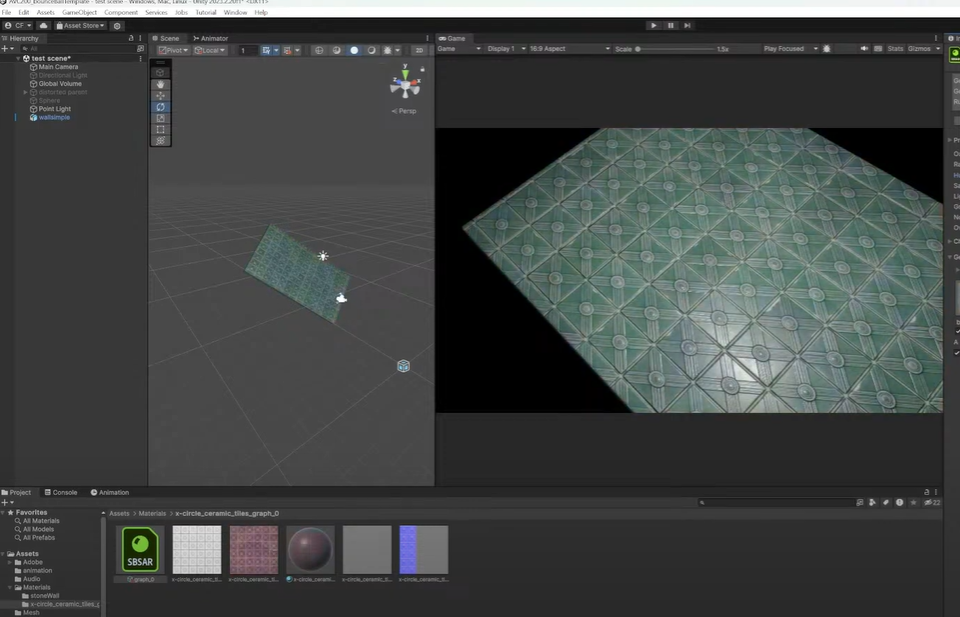 AVC200_bounceBallTemplate - test scene - Windows, Mac, Linux - Unity 2023.2.20f1* <DX11>
File Edit Assets GameObject Component Services Jobs Tutorial Window Help
CF Asset Store
Hierarchy
All
test scene*
Main Camera
Directional Light
Global Volume
distorted parent
Sphere
Point Light
wallsimple
Scene Animator
Pivot Local 1 2D
y
Persp
Game
Game Display 1 16:9 Aspect Scale 1.5x Play Focused Stats Gizmos
Project Console Animation
22
Favorites
All Materials
All Models
All Prefabs
Assets
Adobe
animation
Audio
Materials
stoneWall
x-circle_ceramic_tiles_
Mesh
Assets > Materials > x-circle_ceramic_tiles_graph_0
SBSAR
graph_0 x-circle_ceramic_ti... x-circle_ceramic_ti... x-circle_cerami... x-circle_ceramic_ti... x-circle_ceramic_ti...